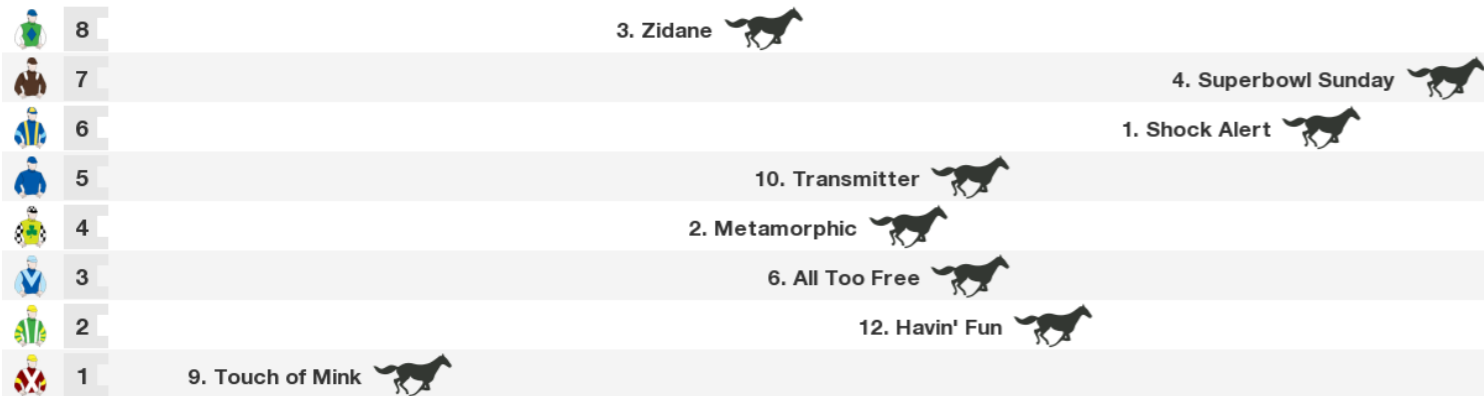 8 3. Zidane
7 4. Superbowl Sunday
6 1. Shock Alert
5 10. Transmitter
4 2. Metamorphic
3 6. All Too Free
2 12. Havin' Fun
1 9. Touch of Mink